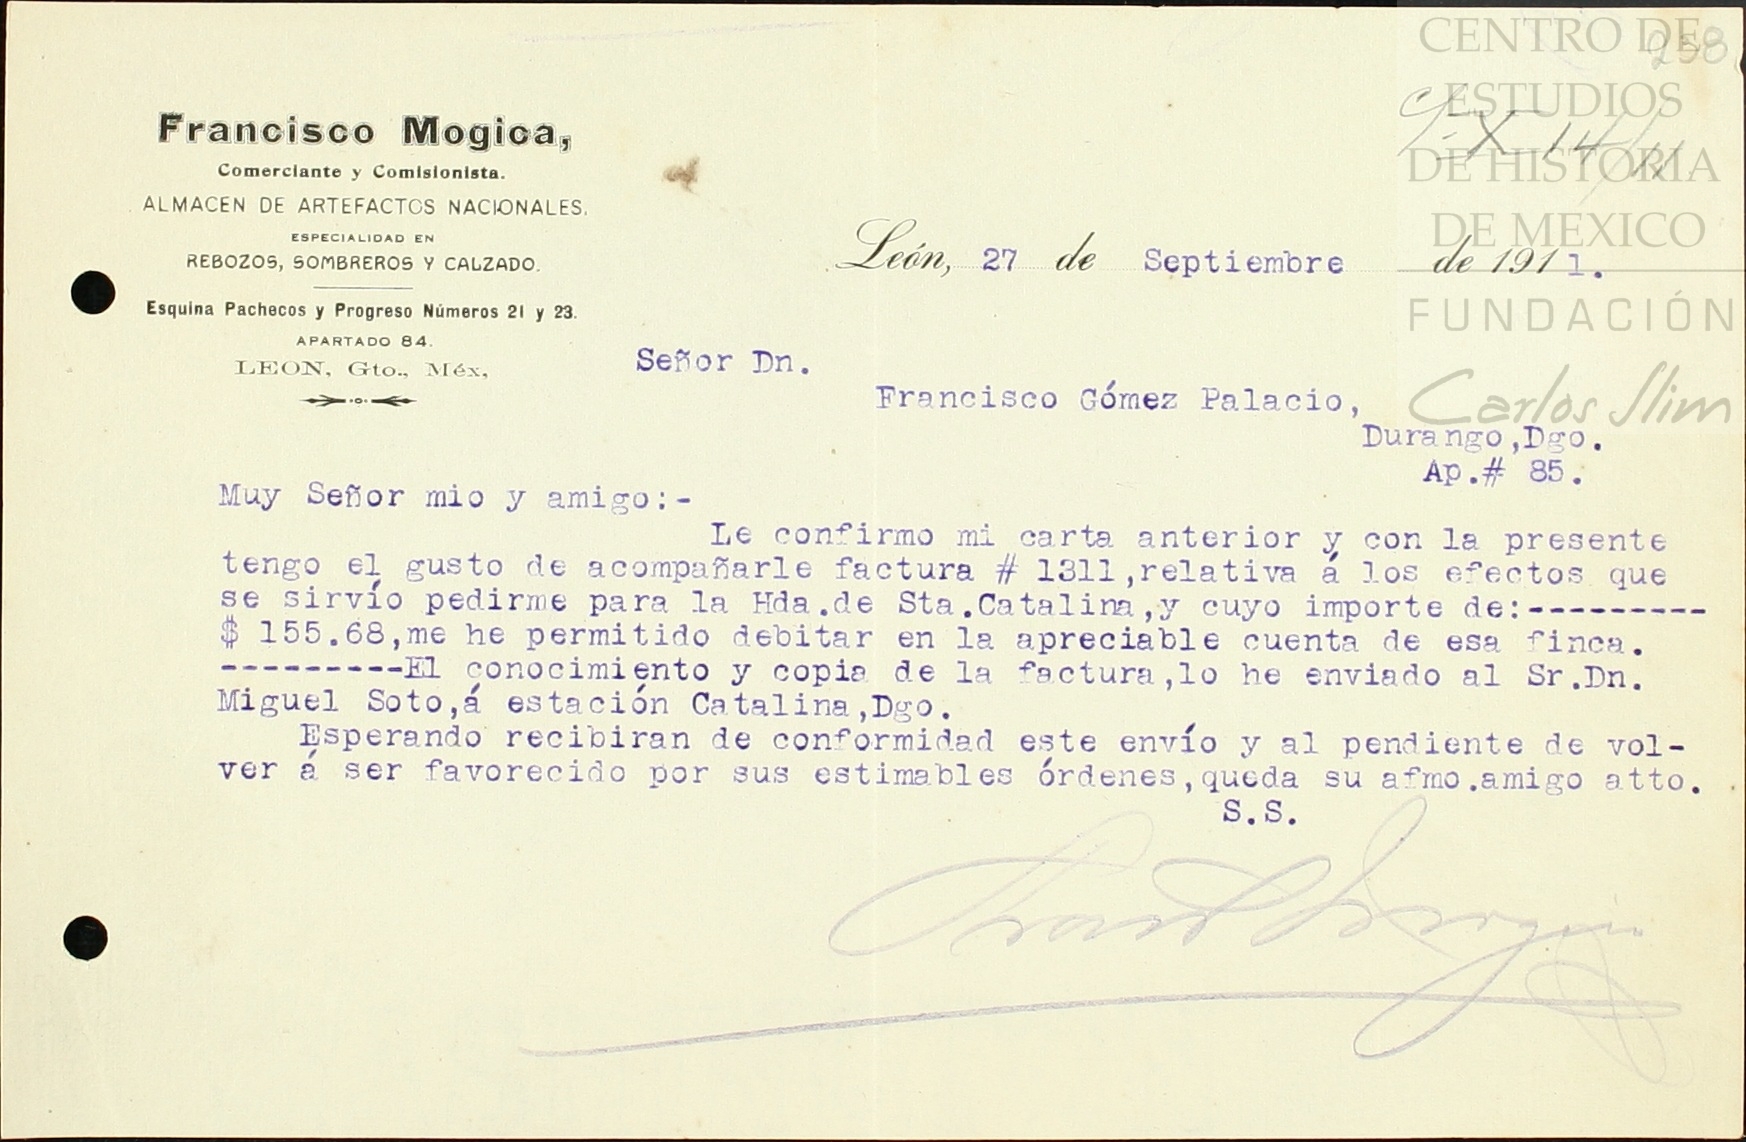 CENTRO DE
ESTUDIOS
DE HISTORIA
DE MEXICO
FUNDACIÓN
Carlos Slim
258
X 14/11
Francisco Mogica,
Comerciante y Comisionista.
ALMACEN DE ARTEFACTOS NACIONALES.
ESPECIALIDAD EN
REBOZOS, SOMBREROS Y CALZADO.
Esquina Pachecos y Progreso Números 21 y 23.
APARTADO 84.
LEON, Gto., Méx,
León, 27 de Septiembre de 1911.
Señor Dn.
Francisco Gómez Palacio,
Durango,Dgo.
Ap.# 85.
Muy Señor mio y amigo:-
Le confirmo mi carta anterior y con la presente
tengo el gusto de acompañarle factura # 1311,relativa á los efectos que
se sirvío pedirme para la Hda.de Sta.Catalina,y cuyo importe de:---------
$ 155.68,me he permitido debitar en la apreciable cuenta de esa finca.
---------El conocimiento y copia de la factura,lo he enviado al Sr.Dn.
Miguel Soto,á estación Catalina,Dgo.
Esperando recibiran de conformidad este envío y al pendiente de vol-
ver á ser favorecido por sus estimables órdenes,queda su afmo.amigo atto.
S.S.